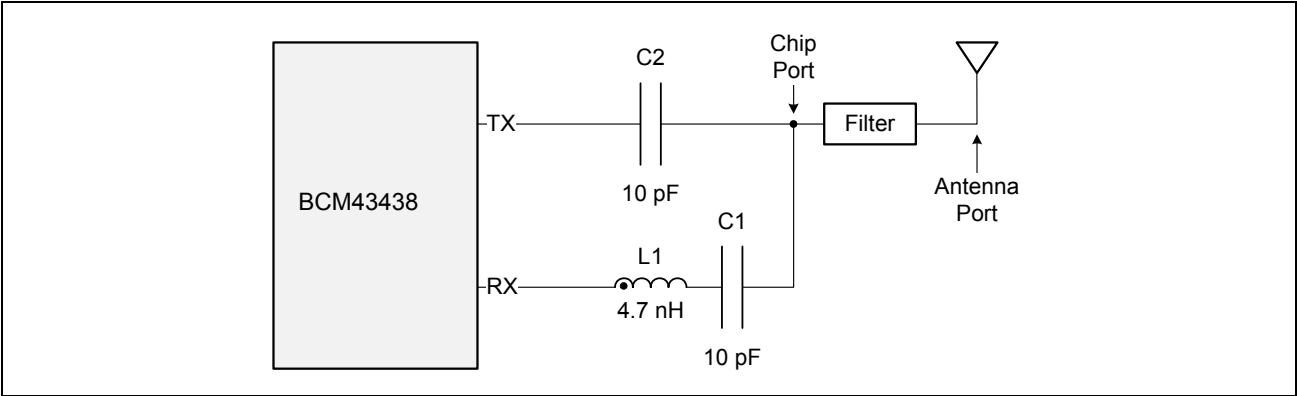 Chip
Port
C2
TX
Filter
10 pF
Antenna
Port
BCM43438
C1
L1
RX
4.7 nH
10 pF